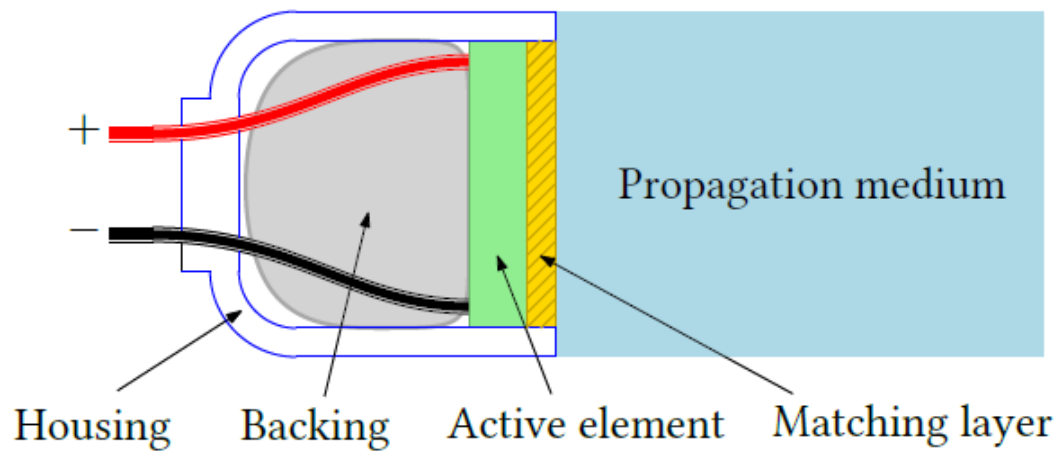 +
Propagation medium
−
Housing Backing Active element Matching layer